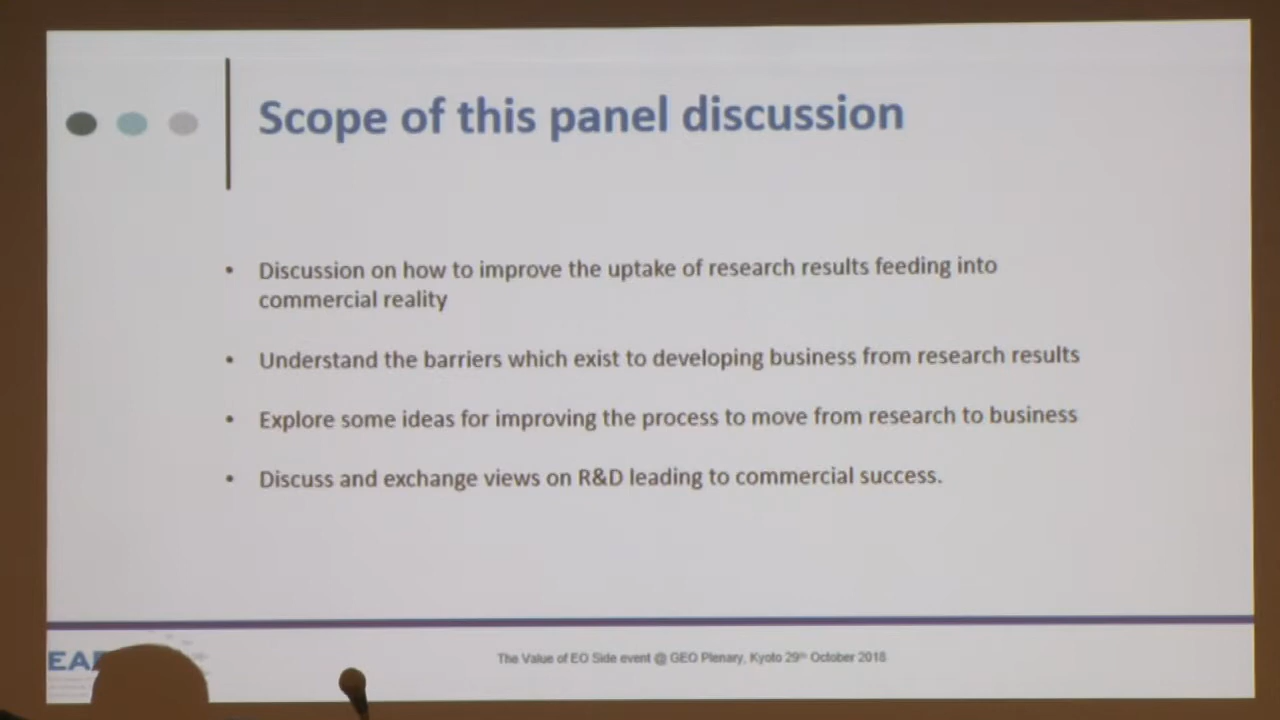 Scope of this panel discussion
• Discussion on how to improve the uptake of research results feeding into
commercial reality
• Understand the barriers which exist to developing business from research results
• Explore some ideas for improving the process to move from research to business
• Discuss and exchange views on R&D leading to commercial success.
The Value of EO Side event @ GEO Plenary, Kyoto 29th October 2018